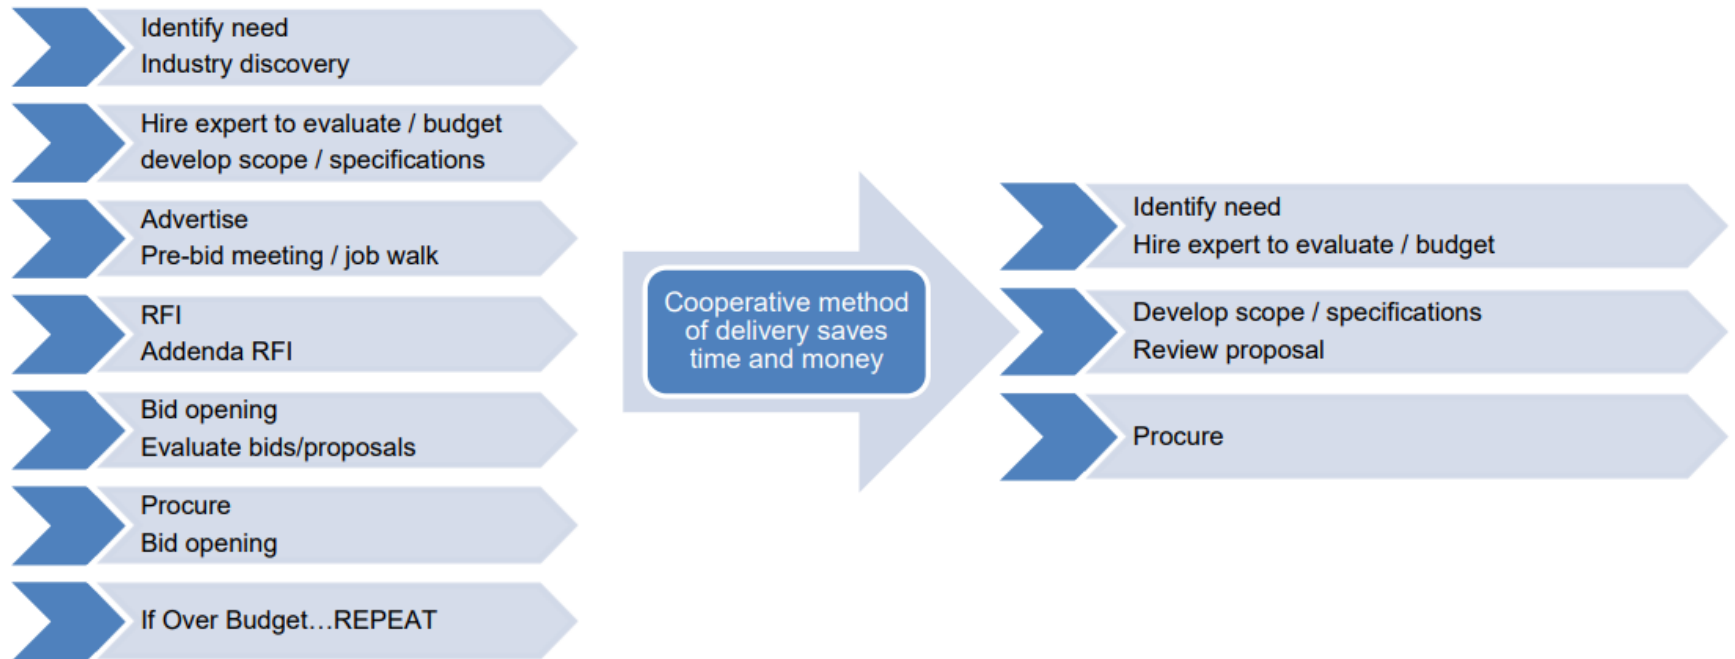 Identify need
Industry discovery
Hire expert to evaluate / budget
develop scope / specifications
Advertise
Pre-bid meeting / job walk
RFI
Addenda RFI
Bid opening
Evaluate bids/proposals
Procure
Bid opening
If Over Budget...REPEAT
Cooperative method
of delivery saves
time and money
Identify need
Hire expert to evaluate / budget
Develop scope / specifications
Review proposal
Procure